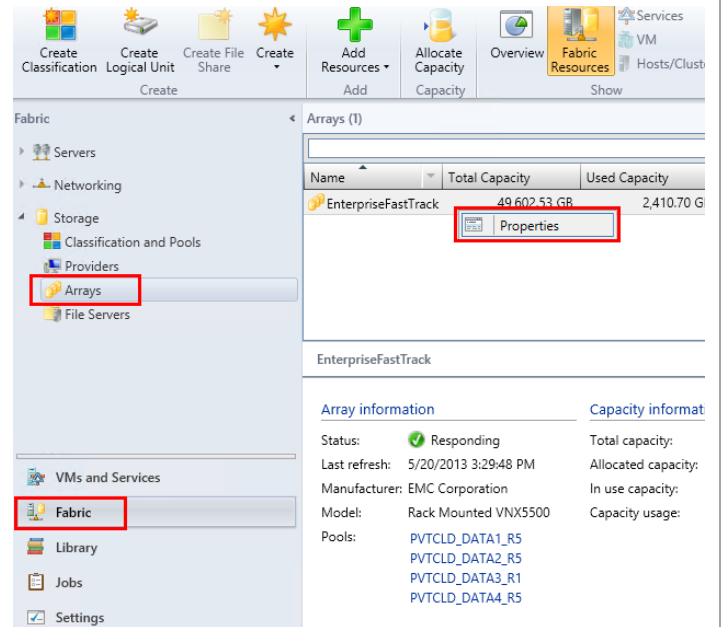 Create Classification
Create Logical Unit
Create File Share
Create
Add Resources
Allocate Capacity
Overview
Fabric Resources
Services
VM
Hosts/Clust
Create
Add
Capacity
Show
Fabric
Servers
Networking
Storage
Classification and Pools
Providers
Arrays
File Servers
VMs and Services
Fabric
Library
Jobs
Settings
Arrays (1)
Name Total Capacity Used Capacity
EnterpriseFastTrack 49,602.53 GB 2,410.70 G
Properties
EnterpriseFastTrack
Array information
Status: Responding
Last refresh: 5/20/2013 3:29:48 PM
Manufacturer: EMC Corporation
Model: Rack Mounted VNX5500
Pools: PVTCLD_DATA1_R5
PVTCLD_DATA2_R5
PVTCLD_DATA3_R1
PVTCLD_DATA4_R5
Capacity informati
Total capacity:
Allocated capacity:
In use capacity:
Capacity usage: